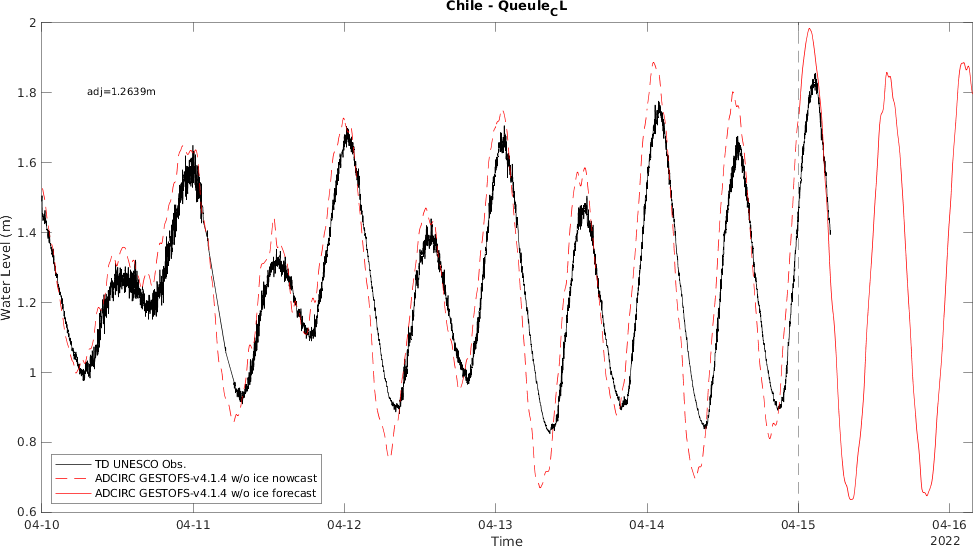 Chile - Queule_CL
2
1.8
1.6
1.4
1.2
1
0.8
0.6
Water Level (m)
adj=1.2639m
TD UNESCO Obs.
ADCIRC GESTOFS-v4.1.4 w/o ice nowcast
ADCIRC GESTOFS-v4.1.4 w/o ice forecast
04-10 04-11 04-12 04-13 04-14 04-15 04-16
Time
2022